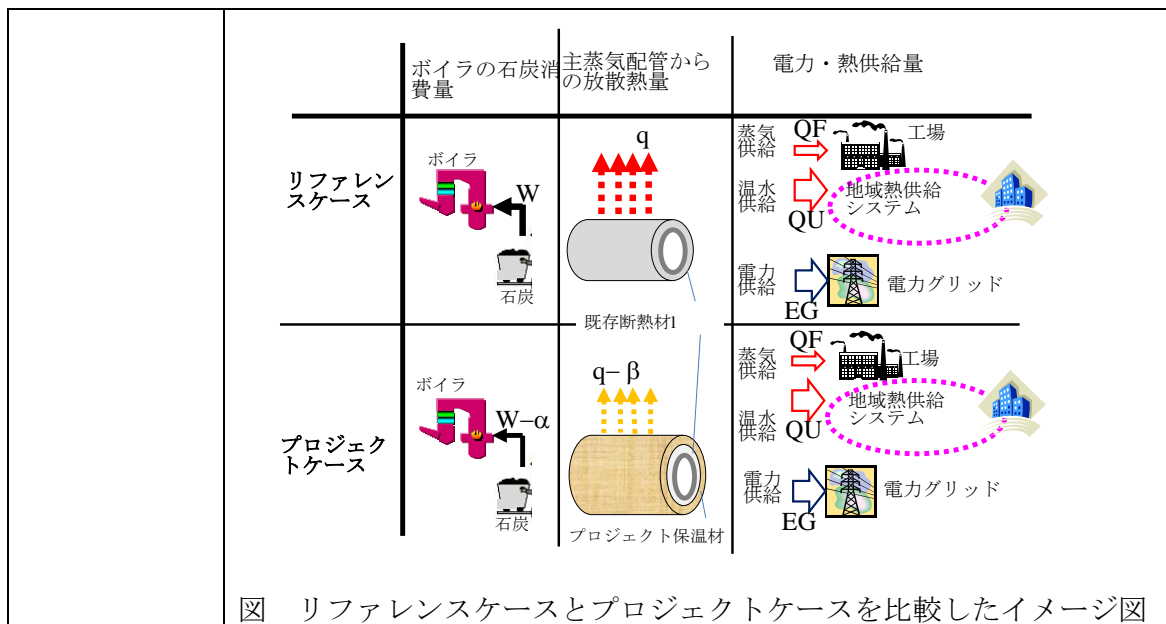 ボイラの石炭消
費量
主蒸気配管から
の放散熱量
電力・熱供給量
リファレン
スケース
ボイラ
W
石炭
q
既存断熱材l
蒸気
供給
QF
工場
温水
供給
QU
地域熱供給
システム
電力
供給
EG
電力グリッド
プロジェク
トケース
ボイラ
W−α
石炭
q− β
プロジェクト保温材
蒸気
供給
QF
工場
温水
供給
QU
地域熱供給
システム
電力
供給
EG
電力グリッド
図 リファレンスケースとプロジェクトケースを比較したイメージ図